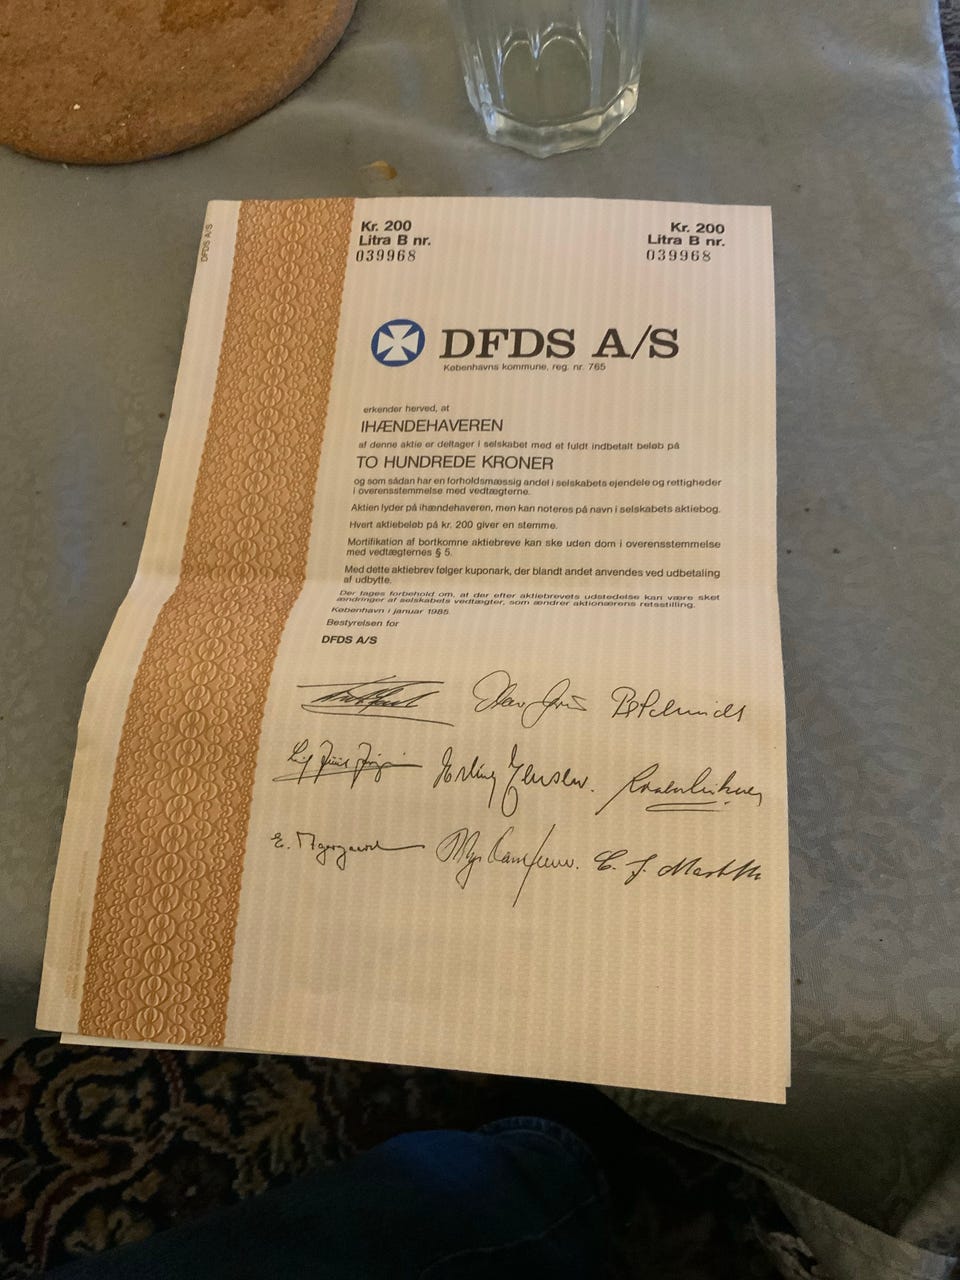 DFDS A/S
Kr. 200
Litra B nr.
039968
Kr. 200
Litra B nr.
039968
DFDS A/S
Københavns kommune, reg. nr. 765
erkender herved, at
IHÆNDEHAVEREN
af denne aktie er deltager i selskabet med et fuldt indbetalt beløb på
TO HUNDREDE KRONER
og som sådan har en forholdsmæssig andel i selskabets ejendele og rettigheder
i overensstemmelse med vedtægterne.
Aktien lyder på ihændehaveren, men kan noteres på navn i selskabets aktiebog.
Hvert aktiebeløb på kr. 200 giver en stemme.
Mortifikation af bortkomne aktiebreve kan ske uden dom i overensstemmelse
med vedtægternes § 5.
Med dette aktiebrev følger kuponark, der blandt andet anvendes ved udbetaling
af udbytte.
Der tages forbehold om, at der efter aktiebrevets udstedelse kan være sket
ændringer af selskabets vedtægter, som ændrer aktionærens retsstilling.
København i januar 1985
Bestyrelsen for
DFDS A/S